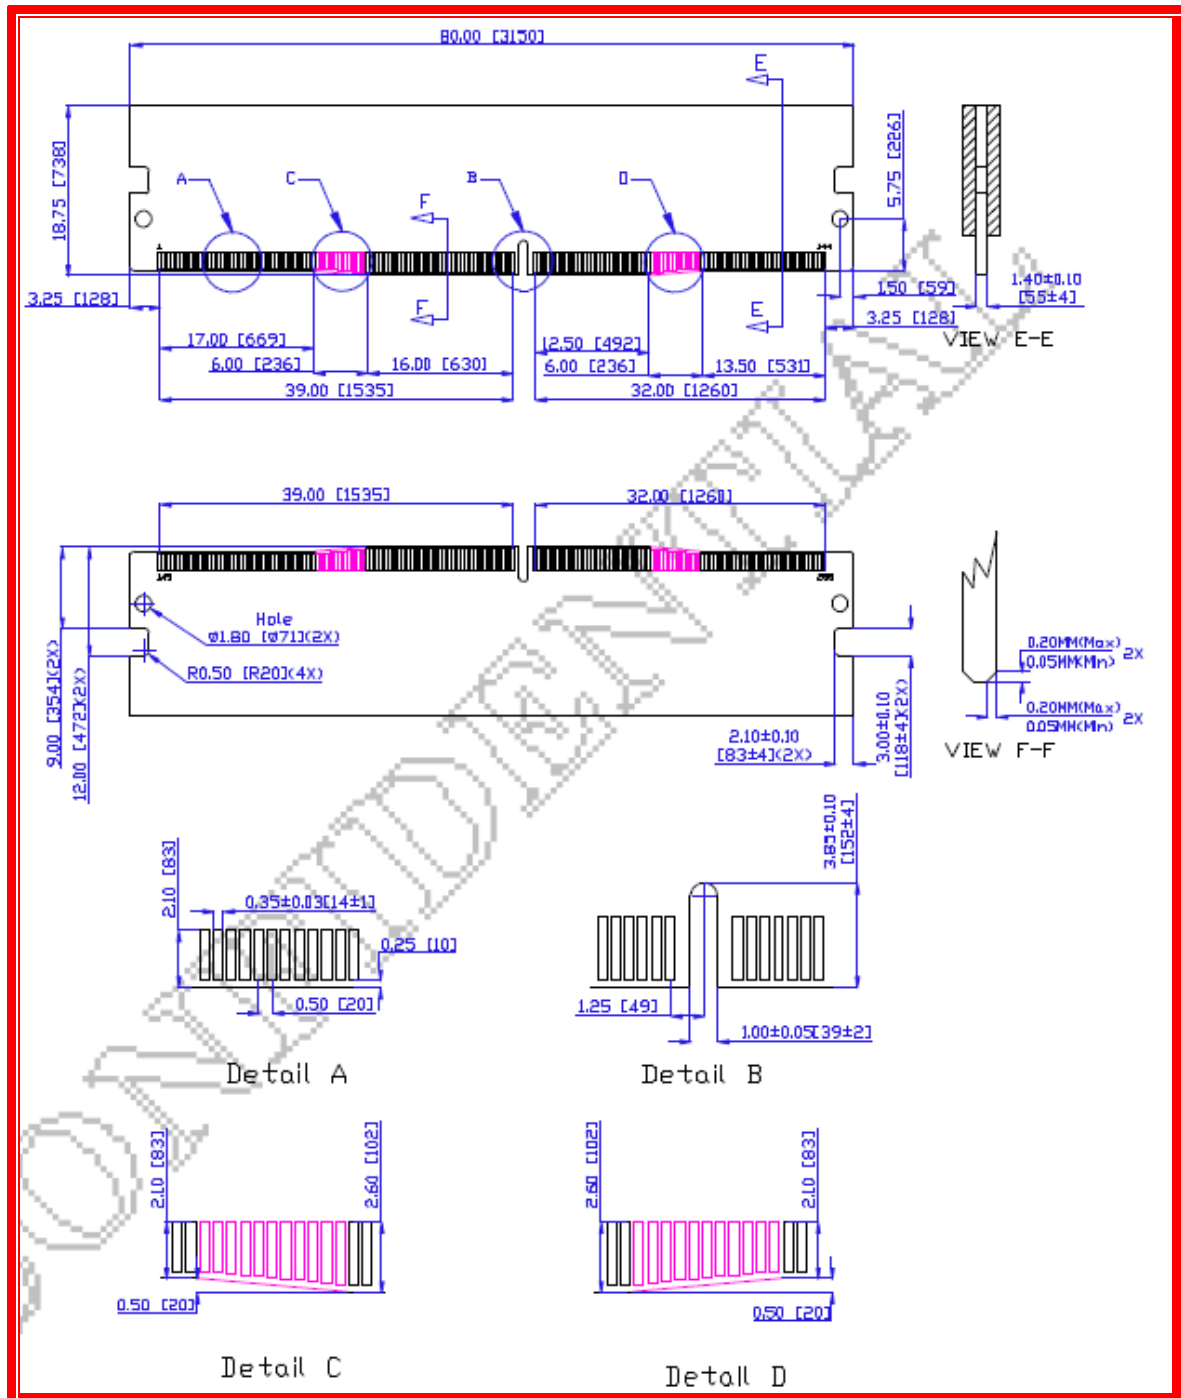 80.00 [3150]
E
18.75 [738]
5.75 [226]
A
C
B
D
F
1
144
3.25 [128]
F
E
1.50 [59]
1.40±0.10
[55±4]
3.25 [128]
17.00 [669]
12.50 [492]
VIEW E-E
6.00 [236]
16.00 [630]
6.00 [236]
13.50 [531]
39.00 [1535]
32.00 [1260]
39.00 [1535]
32.00 [1260]
Hole
ø1.80 [ø71](2X)
R0.50 [R20](4X)
9.00 [354](2X)
12.00 [472](2X)
0.20MM(Max)
0.05MM(Min) 2X
0.20MM(Max)
0.05MM(Min) 2X
2.10±0.10
[83±4](2X)
3.00±0.10
[118±4](2X)
VIEW F-F
2.10 [83]
0.35±0.03[14±1]
0.25 [10]
0.50 [20]
Detail A
3.85±0.10
[152±4]
1.25 [49]
1.00±0.05[39±2]
Detail B
2.10 [83]
2.60 [102]
0.50 [20]
Detail C
2.60 [102]
2.10 [83]
0.50 [20]
Detail D